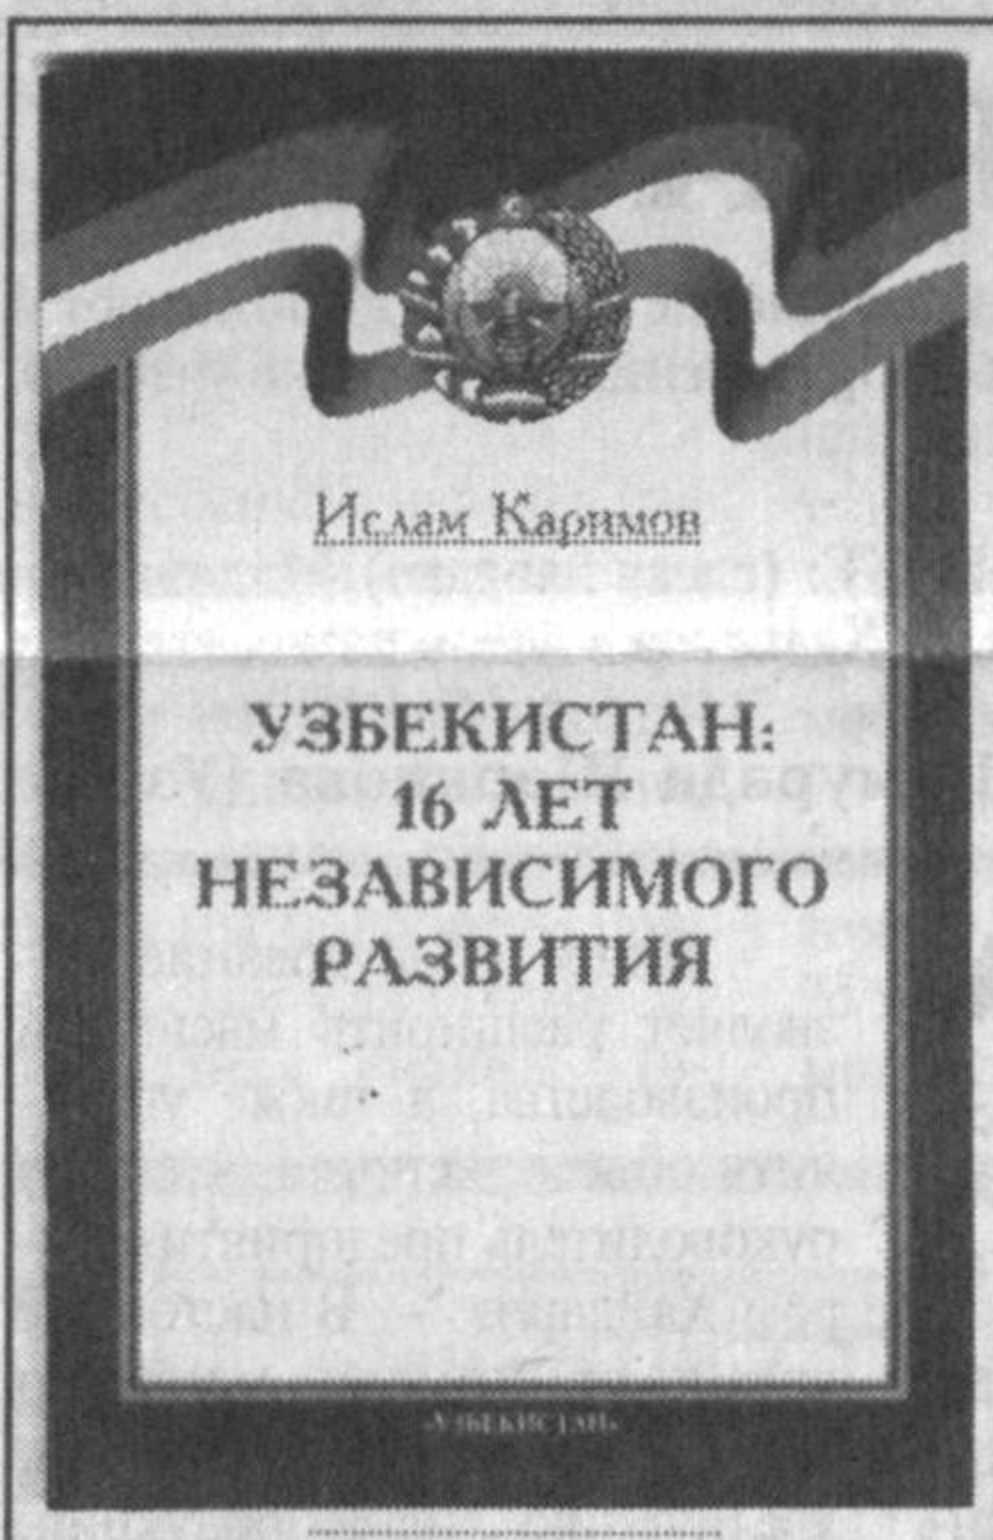 Ислам Каримов
УЗБЕКИСТАН:
16 ЛЕТ
НЕЗАВИСИМОГО
РАЗВИТИЯ
«УЗБЕКИСТАН»